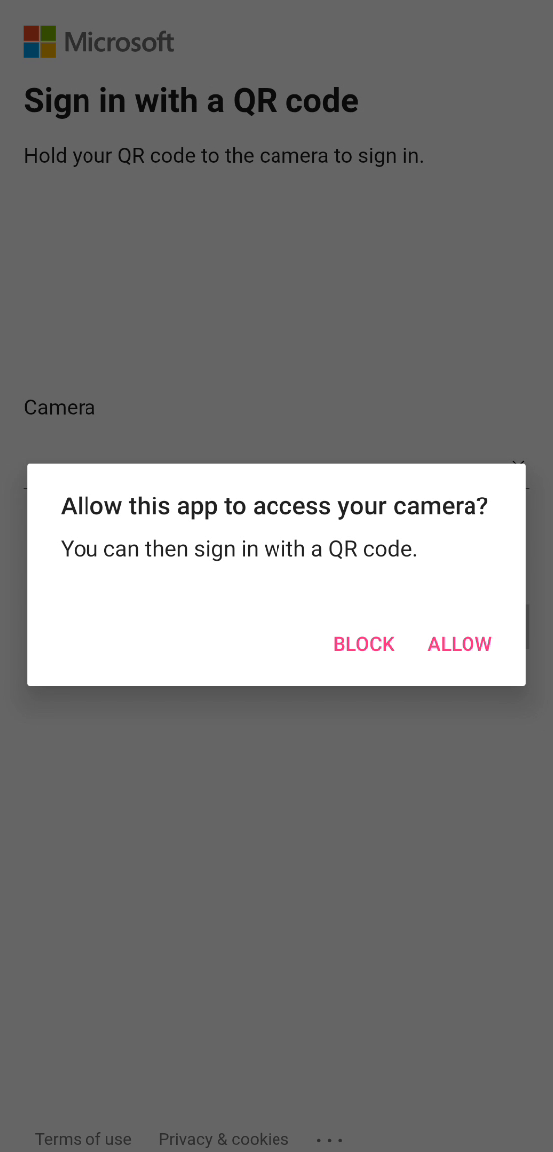 Microsoft
Sign in with a QR code
Hold your QR code to the camera to sign in.
Camera
Allow this app to access your camera?
You can then sign in with a QR code.
BLOCK ALLOW
Terms of use Privacy & cookies ...